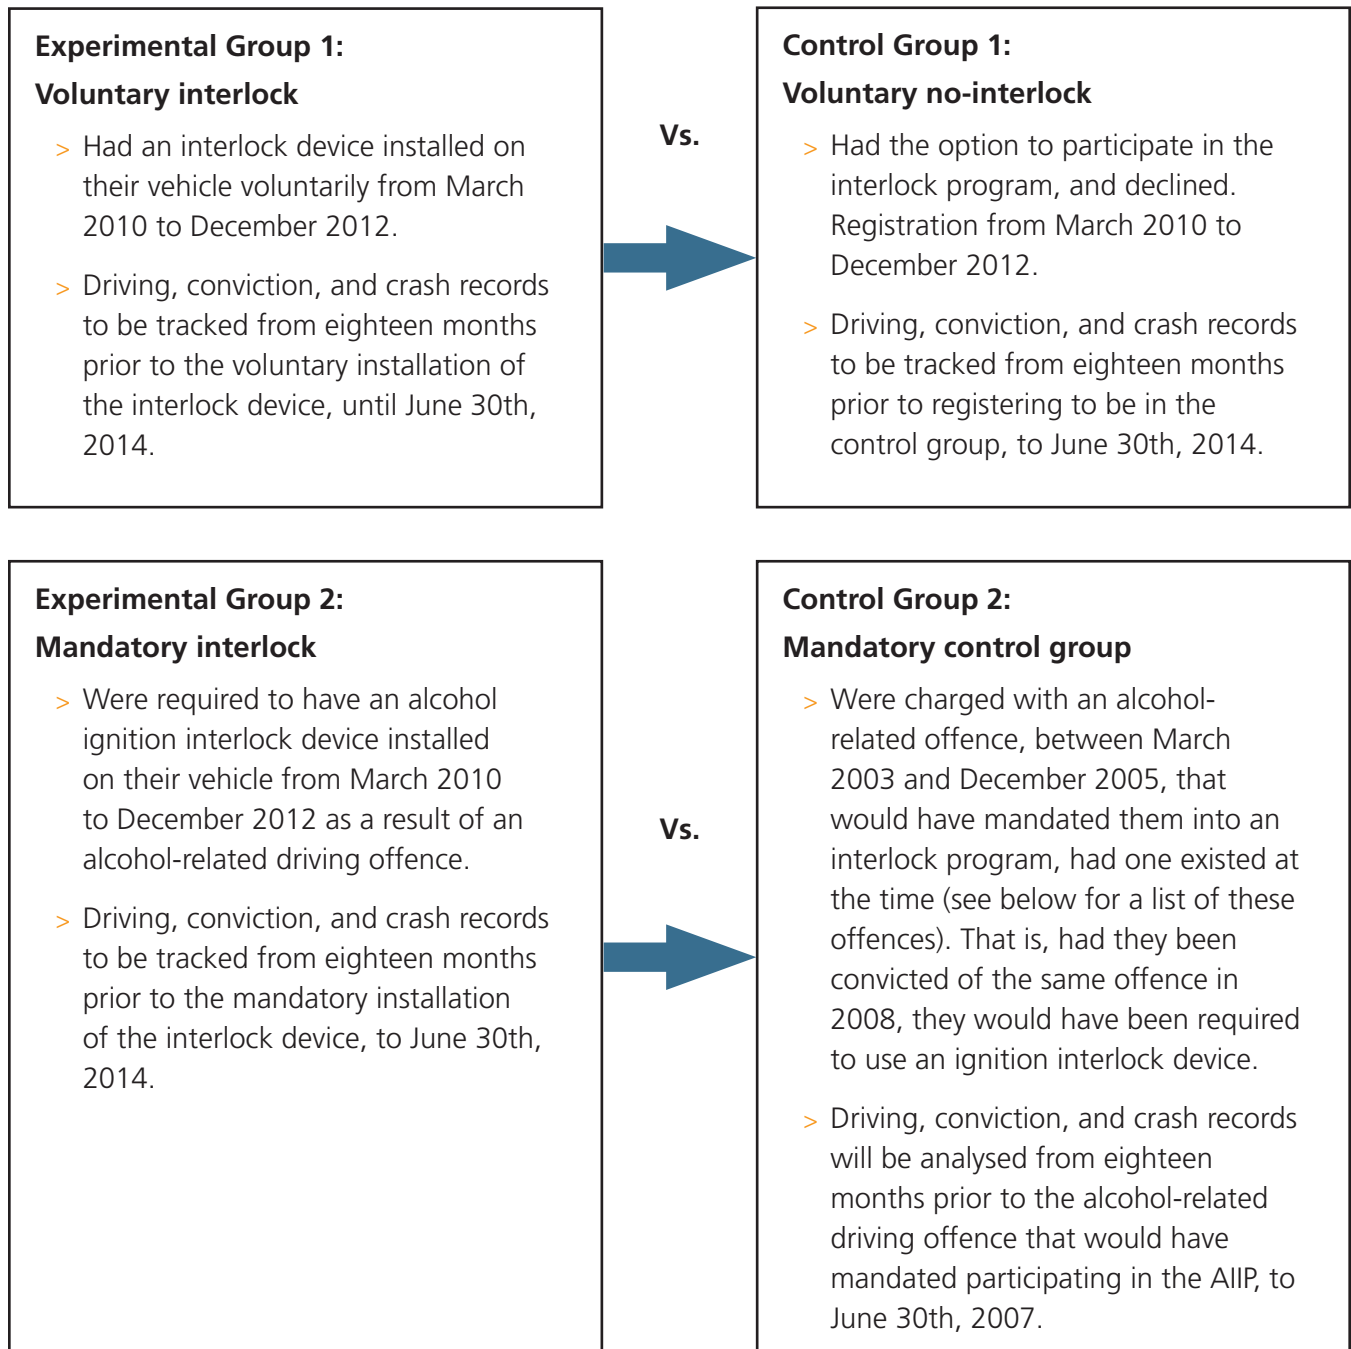 Experimental Group 1:
Voluntary interlock
> Had an interlock device installed on
their vehicle voluntarily from March
2010 to December 2012.
> Driving, conviction, and crash records
to be tracked from eighteen months
prior to the voluntary installation of
the interlock device, until June 30th,
2014.
Vs.
Control Group 1:
Voluntary no-interlock
> Had the option to participate in the
interlock program, and declined.
Registration from March 2010 to
December 2012.
> Driving, conviction, and crash records
to be tracked from eighteen months
prior to registering to be in the
control group, to June 30th, 2014.
Experimental Group 2:
Mandatory interlock
> Were required to have an alcohol
ignition interlock device installed
on their vehicle from March 2010
to December 2012 as a result of an
alcohol-related driving offence.
> Driving, conviction, and crash records
to be tracked from eighteen months
prior to the mandatory installation
of the interlock device, to June 30th,
2014.
Vs.
Control Group 2:
Mandatory control group
> Were charged with an alcohol-
related offence, between March
2003 and December 2005, that
would have mandated them into an
interlock program, had one existed at
the time (see below for a list of these
offences). That is, had they been
convicted of the same offence in
2008, they would have been required
to use an ignition interlock device.
> Driving, conviction, and crash records
will be analysed from eighteen
months prior to the alcohol-related
driving offence that would have
mandated participating in the AIIP, to
June 30th, 2007.